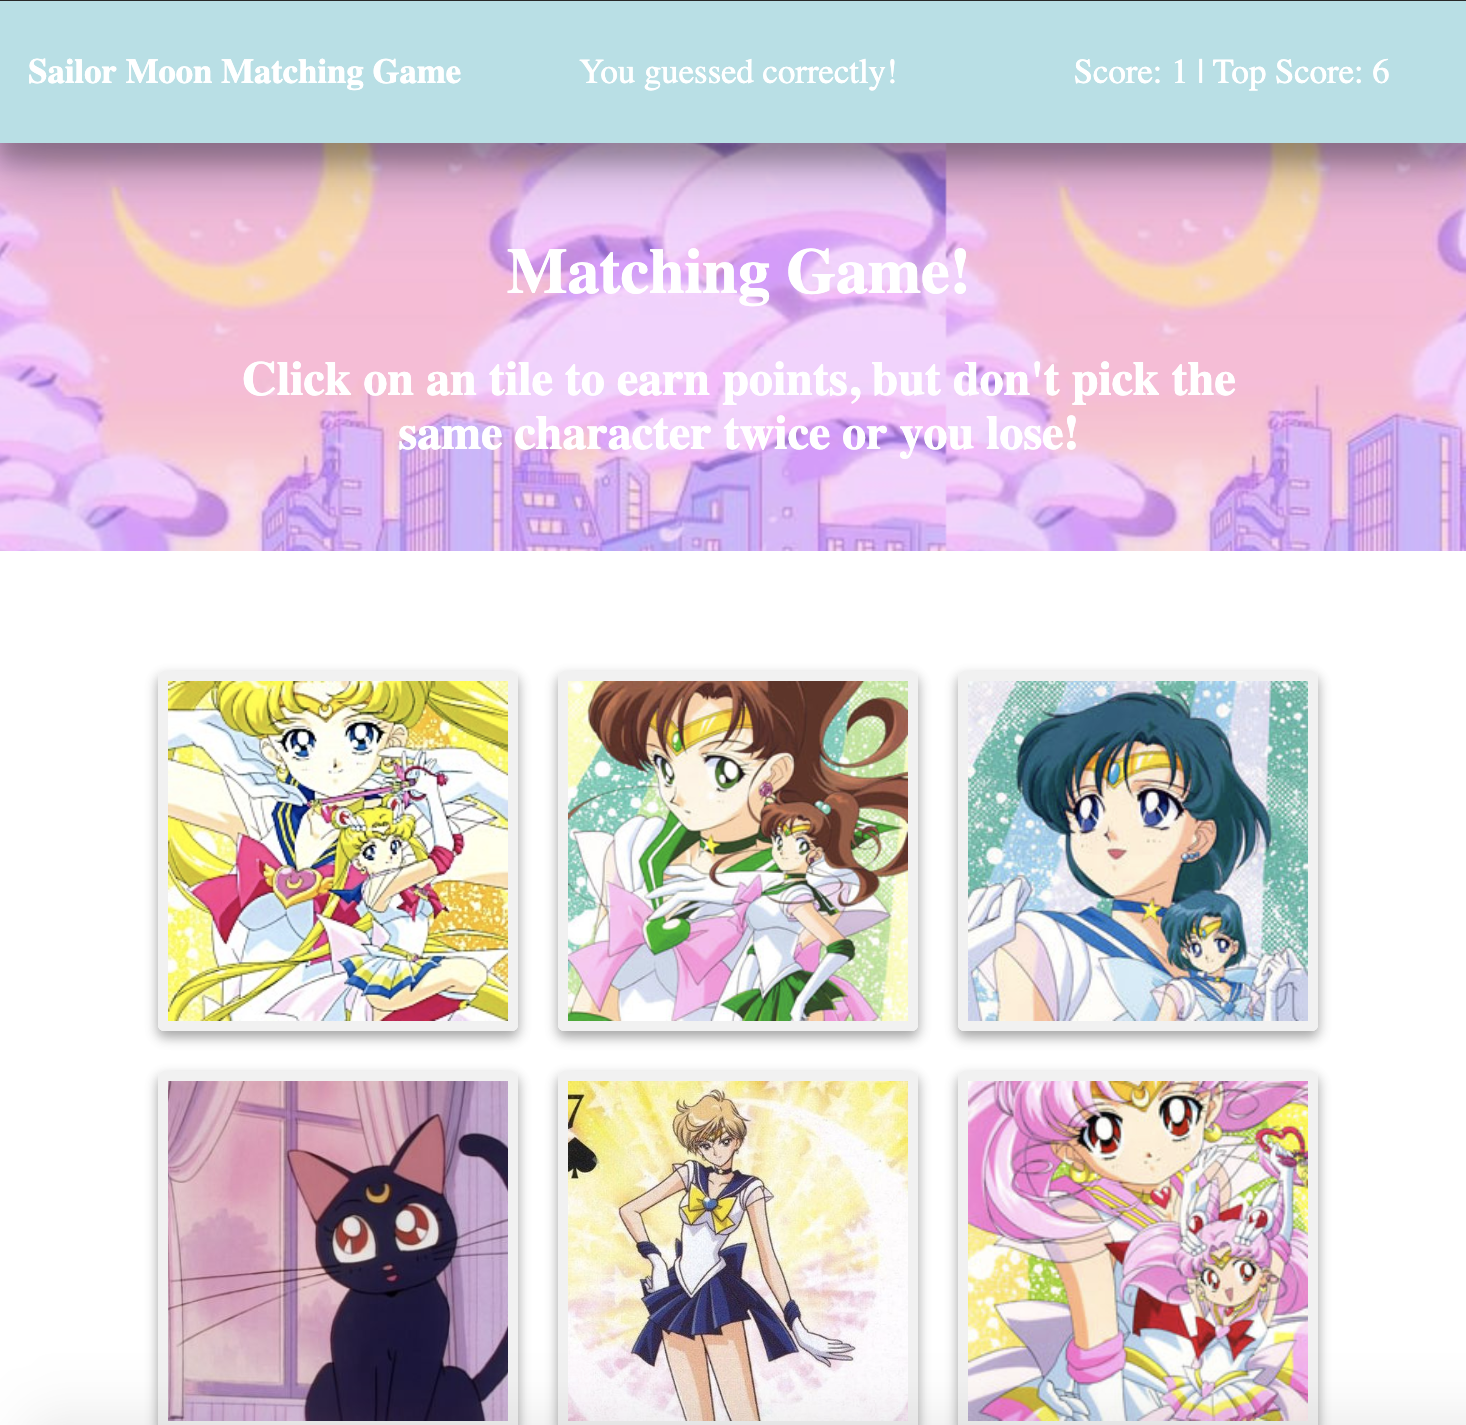 Sailor Moon Matching Game
You guessed correctly!
Score: 1 | Top Score: 6
Matching Game!
Click on an tile to earn points, but don't pick the
same character twice or you lose!
7